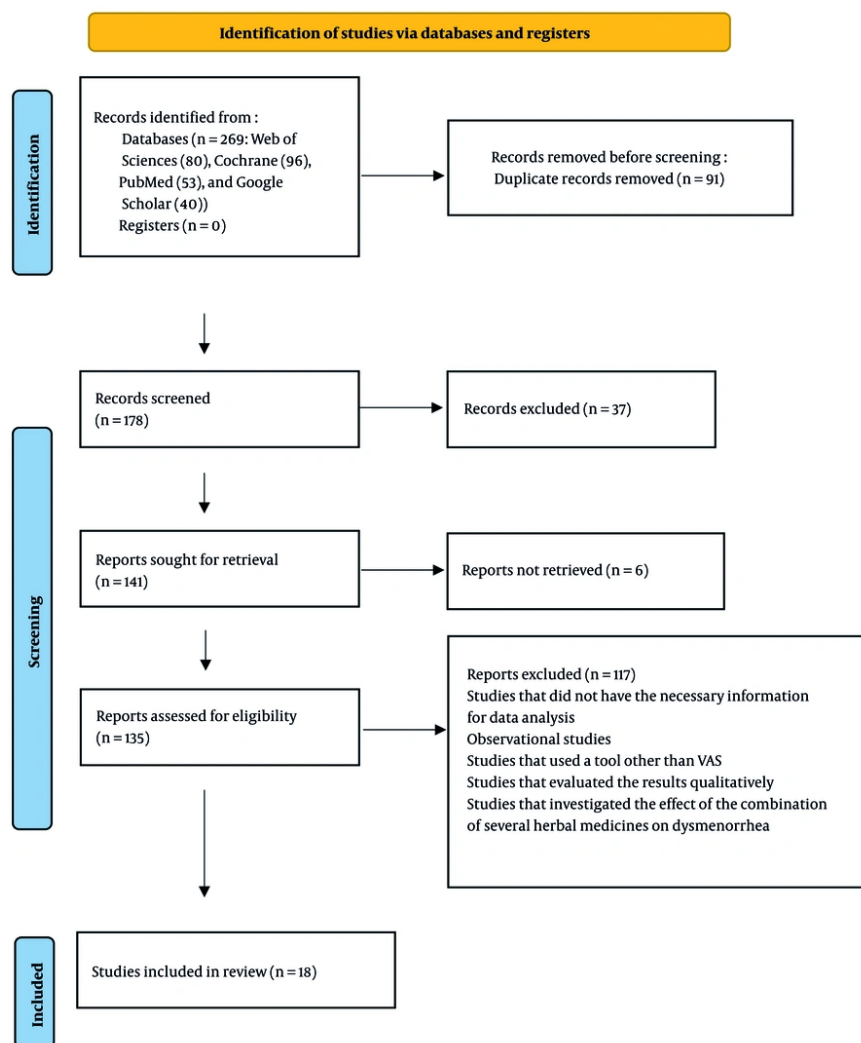 Identification of studies via databases and registers
Identification
Records identified from :
Databases (n = 269: Web of
Sciences (80), Cochrane (96),
PubMed (53), and Google
Scholar (40))
Registers (n = 0)
Records removed before screening :
Duplicate records removed (n = 91)
Screening
Records screened
(n = 178)
Records excluded (n = 37)
Reports sought for retrieval
(n = 141)
Reports not retrieved (n = 6)
Reports assessed for eligibility
(n = 135)
Reports excluded (n = 117)
Studies that did not have the necessary information
for data analysis
Observational studies
Studies that used a tool other than VAS
Studies that evaluated the results qualitatively
Studies that investigated the effect of the combination
of several herbal medicines on dysmenorrhea
Included
Studies included in review (n = 18)